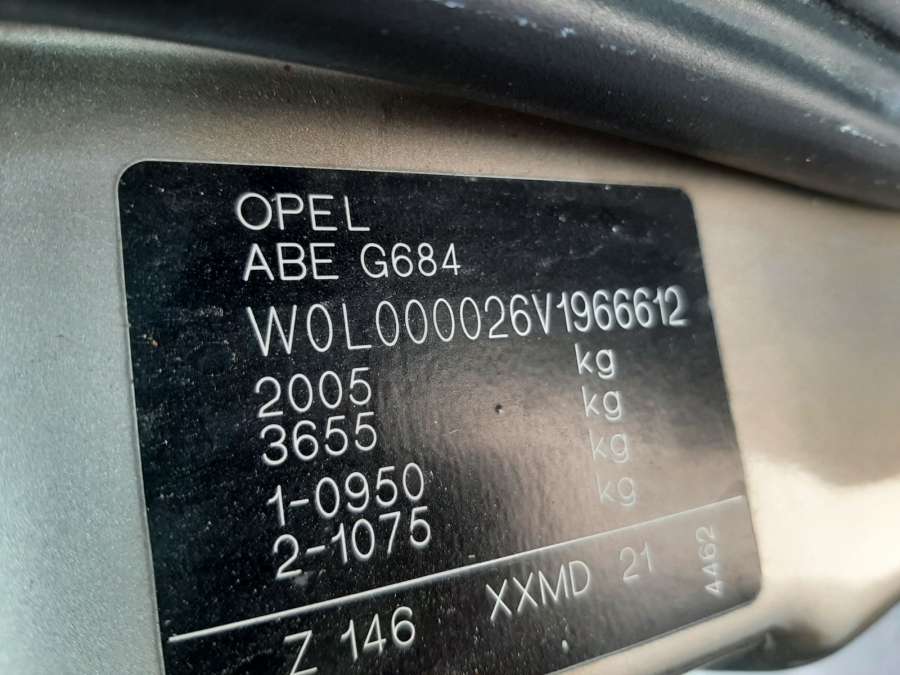 OPEL
ABE G684
W0L000026V1966612
2005 kg
3655 kg
1-0950 kg
2-1075 kg
Z 146 XXMD 21 4462